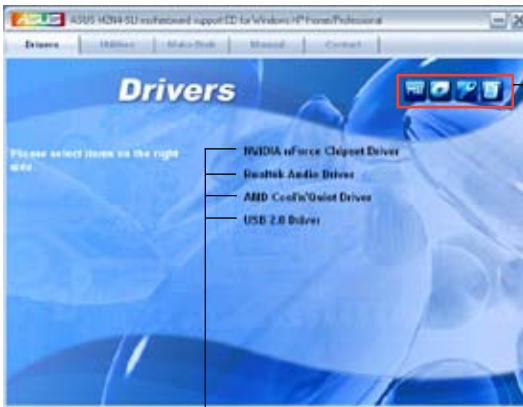 ASUS M2N4-SLI motherboard support CD for Windows XP Home/Professional
Drivers Utilities Make Disk Manual Contact
Drivers
Please select items on the right side.
NVIDIA nForce Chipset Driver
Realtek Audio Driver
AMD Cool'n'Quiet Driver
USB 2.0 Driver